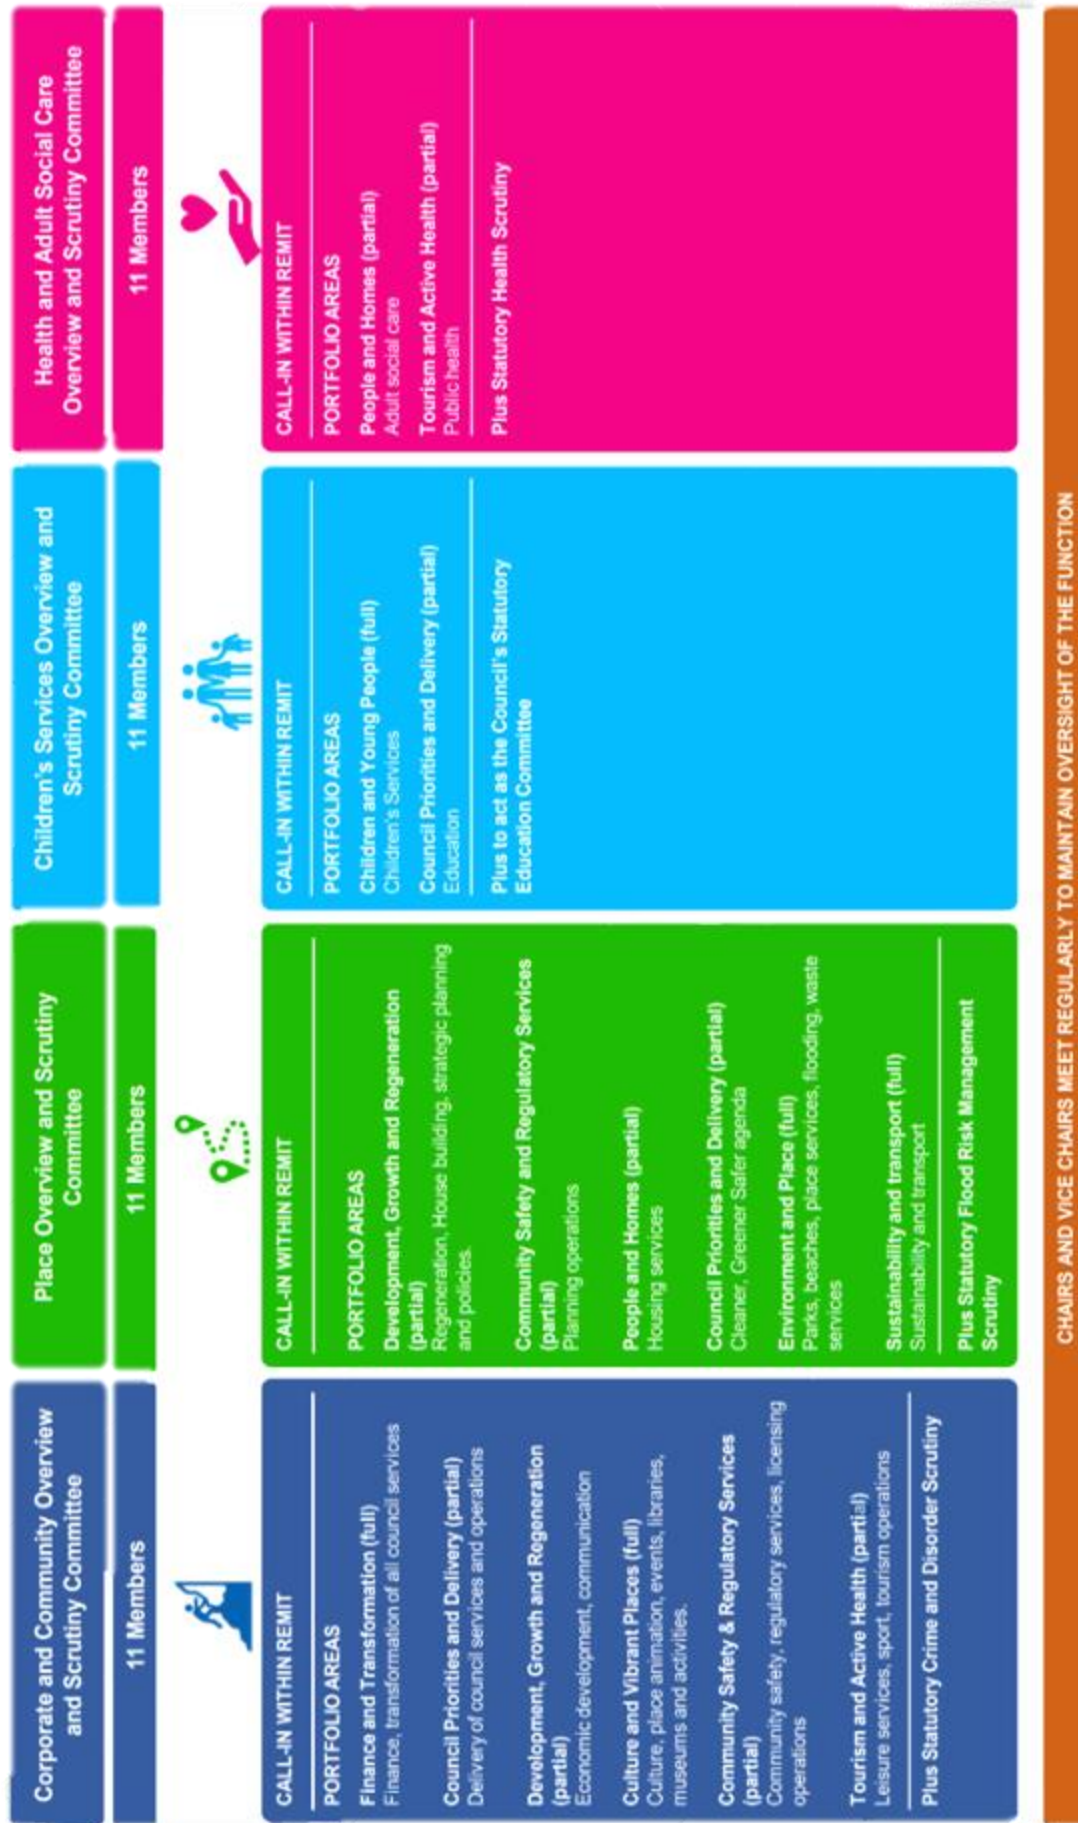 Corporate and Community Overview
and Scrutiny Committee
11 Members
CALL-IN WITHIN REMIT
PORTFOLIO AREAS
Finance and Transformation (full)
Finance, transformation of all council services
Council Priorities and Delivery (partial)
Delivery of council services and operations
Development, Growth and Regeneration
(partial)
Economic development, communication
Culture and Vibrant Places (full)
Culture, place animation, events, libraries,
museums and activities.
Community Safety & Regulatory Services
(partial)
Community safety, regulatory services, licensing
operations
Tourism and Active Health (partial)
Leisure services, sport, tourism operations
Plus Statutory Crime and Disorder Scrutiny
Place Overview and Scrutiny
Committee
11 Members
CALL-IN WITHIN REMIT
PORTFOLIO AREAS
Development, Growth and Regeneration
(partial)
Regeneration, House building, strategic planning
and policies.
Community Safety and Regulatory Services
(partial)
Planning operations
People and Homes (partial)
Housing services
Council Priorities and Delivery (partial)
Cleaner, Greener Safer agenda
Environment and Place (full)
Parks, beaches, place services, flooding, waste
services
Sustainability and transport (full)
Sustainability and transport
Plus Statutory Flood Risk Management
Scrutiny
Children's Services Overview and
Scrutiny Committee
11 Members
CALL-IN WITHIN REMIT
PORTFOLIO AREAS
Children and Young People (full)
Children's Services
Council Priorities and Delivery (partial)
Education
Plus to act as the Council's Statutory
Education Committee
Health and Adult Social Care
Overview and Scrutiny Committee
11 Members
CALL-IN WITHIN REMIT
PORTFOLIO AREAS
People and Homes (partial)
Adult social care
Tourism and Active Health (partial)
Public health
Plus Statutory Health Scrutiny
CHAIRS AND VICE CHAIRS MEET REGULARLY TO MAINTAIN OVERSIGHT OF THE FUNCTION